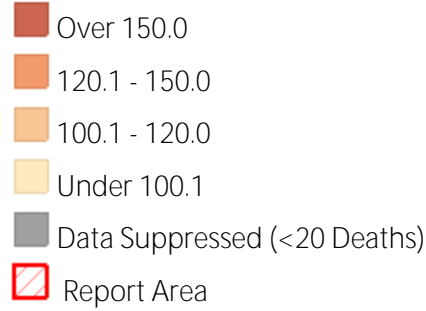 Over 150.0
120.1 - 150.0
100.1 - 120.0
Under 100.1
Data Suppressed (<20 Deaths)
Report Area